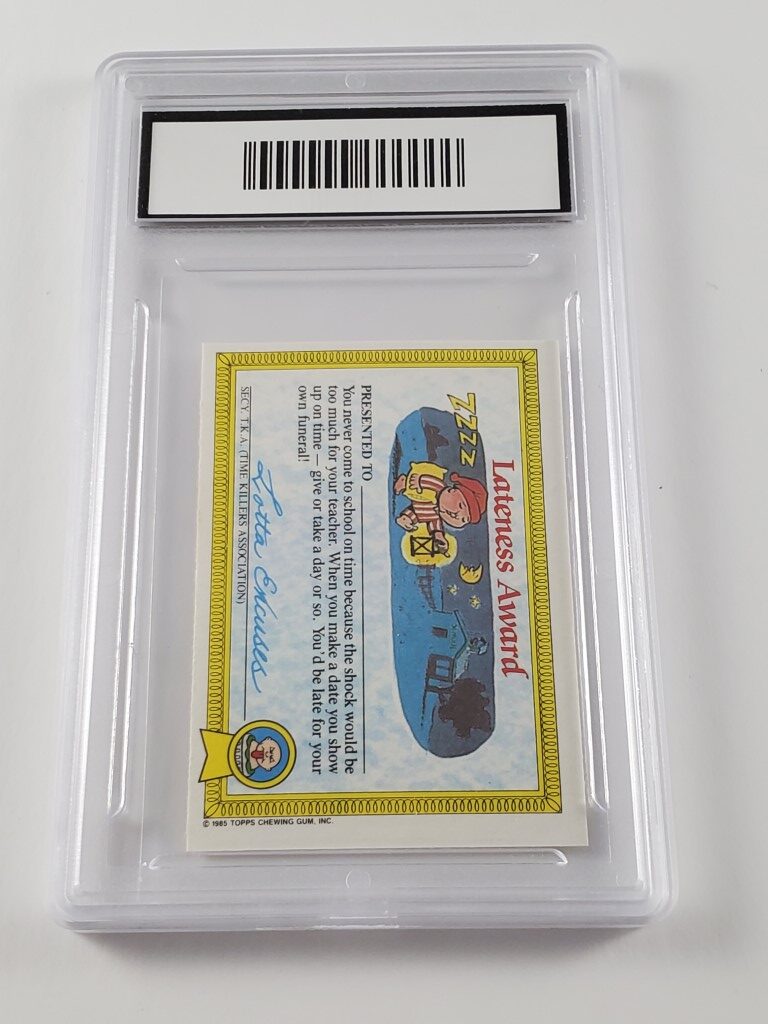 Lateness Award
ZZZZ
PRESENTED TO
You never come to school on time because the shock would be
too much for your teacher. When you make a date you show
up on time — give or take a day or so. You'd be late for your
own funeral!
Lotta Excuses
SECY. T.K.A. (TIME KILLERS ASSOCIATION)
© 1985 TOPPS CHEWING GUM, INC.